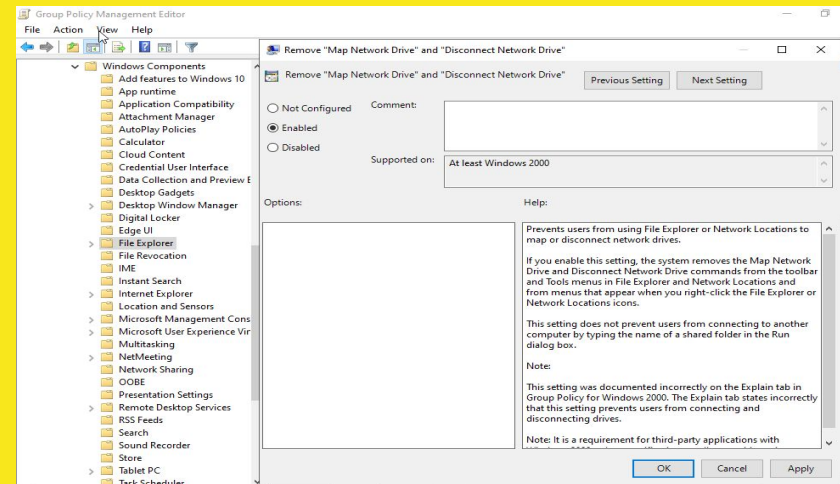 Group Policy Management Editor
File Action View Help
Windows Components
Add features to Windows 10
App runtime
Application Compatibility
Attachment Manager
AutoPlay Policies
Calculator
Cloud Content
Credential User Interface
Data Collection and Preview
Desktop Gadgets
Desktop Window Manager
Digital Locker
Edge UI
File Explorer
File Revocation
IME
Instant Search
Internet Explorer
Location and Sensors
Microsoft Management Cons
Microsoft User Experience Vir
Multitasking
NetMeeting
Network Sharing
OOBE
Presentation Settings
Remote Desktop Services
RSS Feeds
Search
Sound Recorder
Store
Tablet PC
Task Scheduler
Remove "Map Network Drive" and "Disconnect Network Drive"
Remove "Map Network Drive" and "Disconnect Network Drive"
Previous Setting Next Setting
Not Configured
Enabled
Disabled
Comment:
Supported on:
At least Windows 2000
Options:
Help:
Prevents users from using File Explorer or Network Locations to
map or disconnect network drives.
If you enable this setting, the system removes the Map Network
Drive and Disconnect Network Drive commands from the toolbar
and Tools menus in File Explorer and Network Locations and
from menus that appear when you right-click the File Explorer or
Network Locations icons.
This setting does not prevent users from connecting to another
computer by typing the name of a shared folder in the Run
dialog box.
Note:
This setting was documented incorrectly on the Explain tab in
Group Policy for Windows 2000. The Explain tab states incorrectly
that this setting prevents users from connecting and
disconnecting drives.
Note: It is a requirement for third-party applications with
OK Cancel Apply